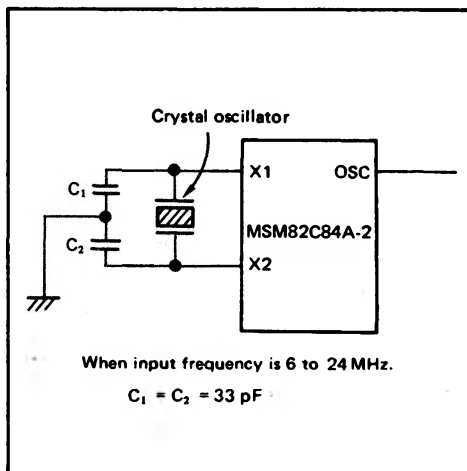 Crystal oscillator
C₁
C₂
X1
OSC
MSM82C84A-2
X2
When input frequency is 6 to 24 MHz.
C₁ = C₂ = 33 pF